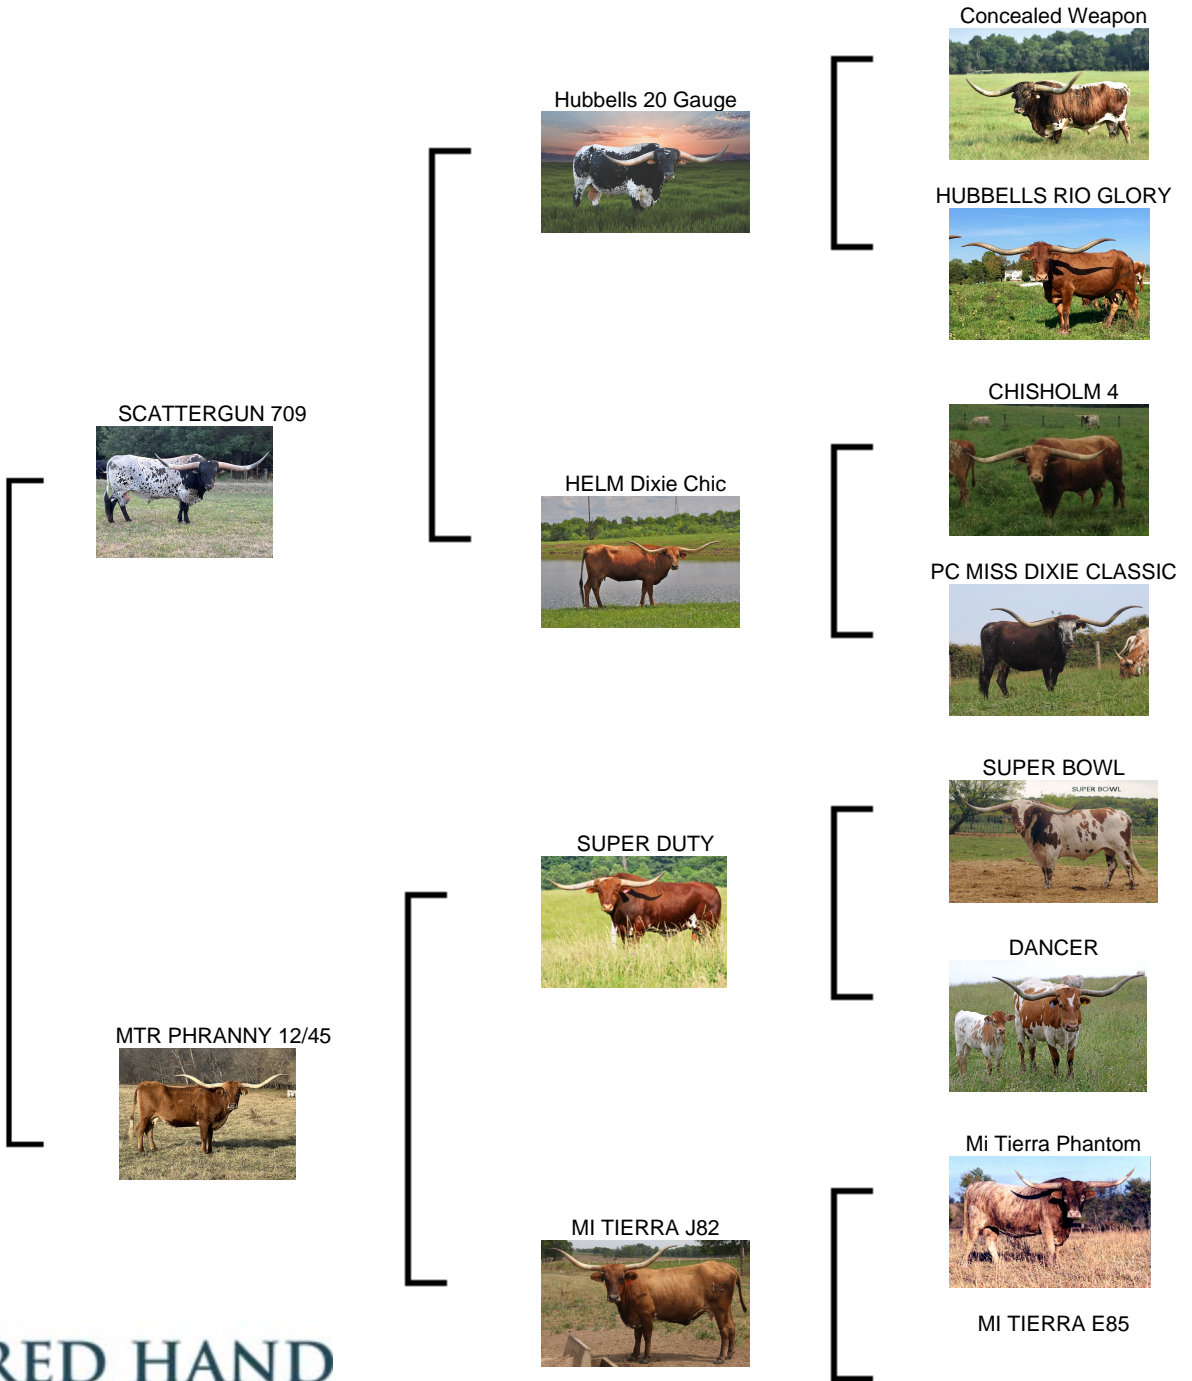 Concealed Weapon
Hubbells 20 Gauge
HUBBELLS RIO GLORY
CHISHOLM 4
SCATTERGUN 709
HELM Dixie Chic
PC MISS DIXIE CLASSIC
SUPER BOWL
SUPER BOWL
SUPER DUTY
DANCER
MTR PHRANNY 12/45
Mi Tierra Phantom
MI TIERRA J82
MI TIERRA E85
RED HAND